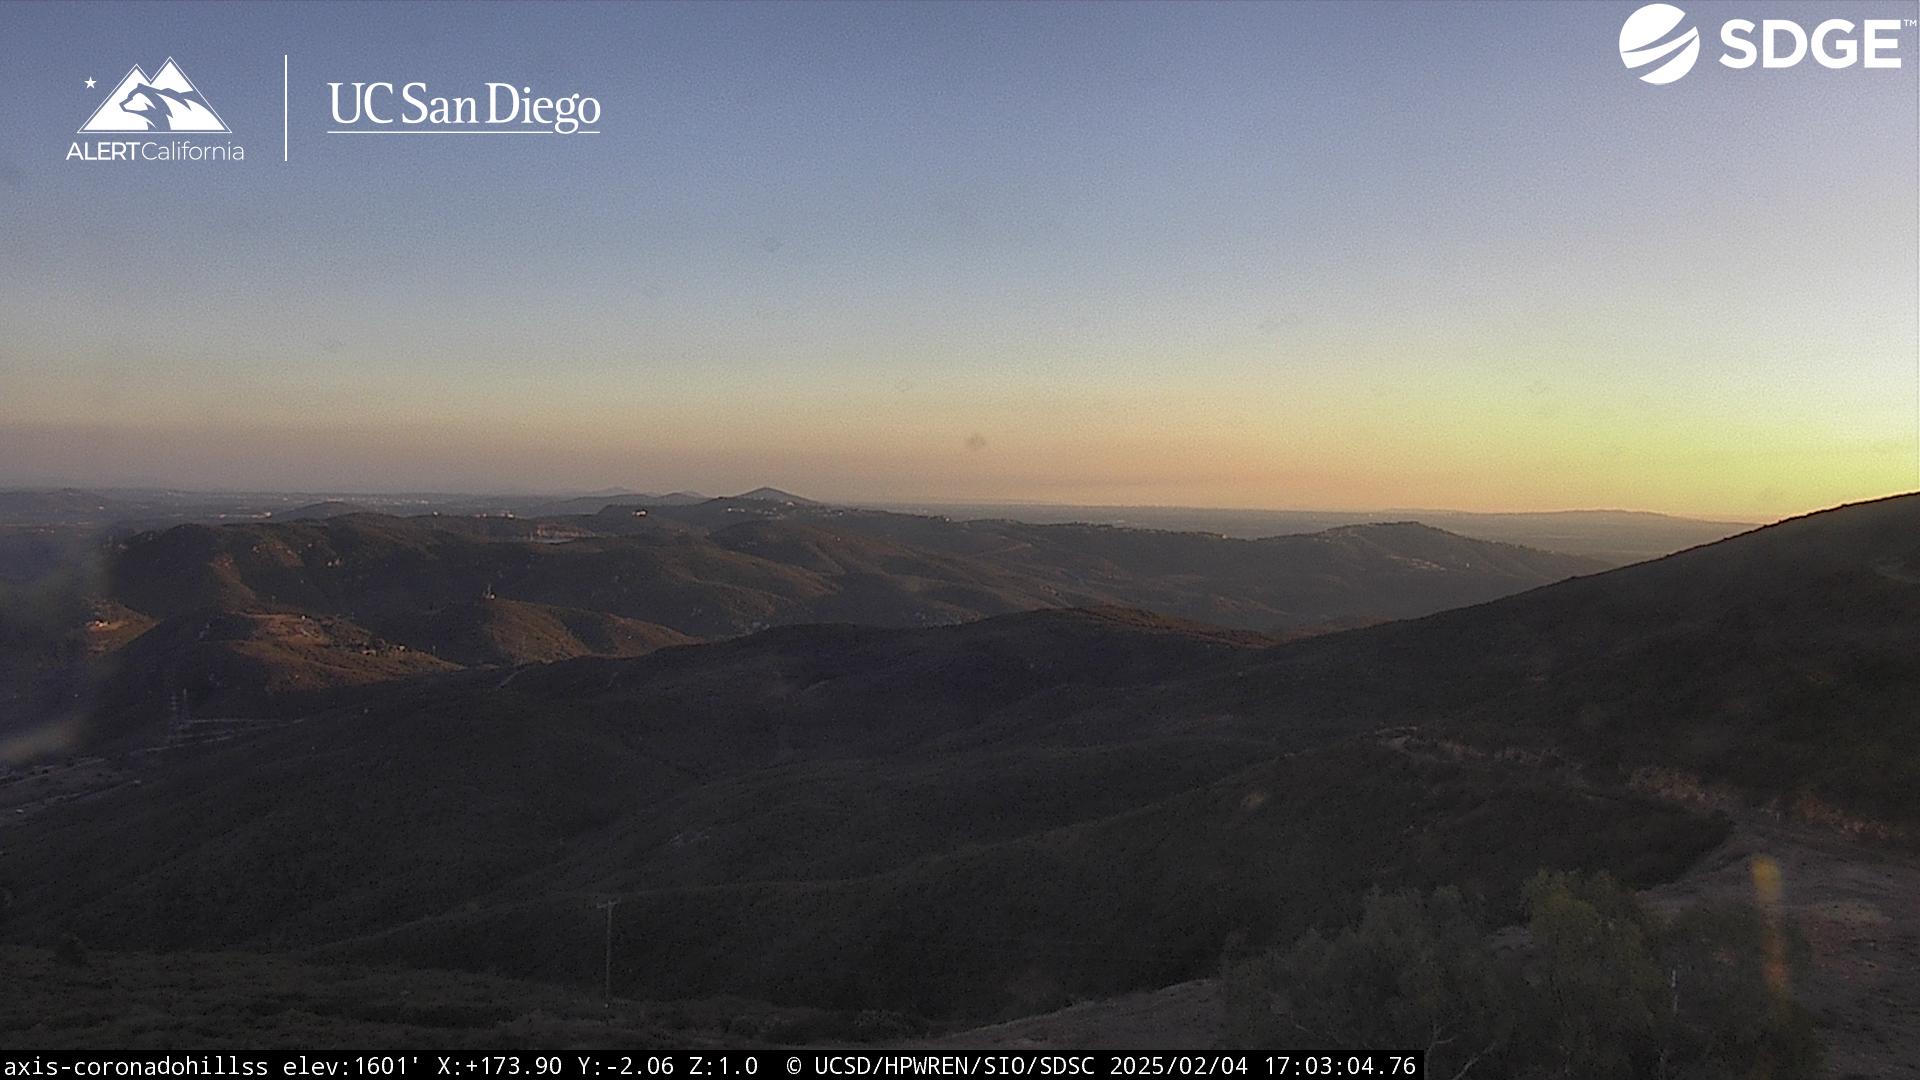 ALERTCalifornia
UC San Diego
SDGE™
axis-coronadohillss elev:1601' X:+173.90 Y:-2.06 Z:1.0 © UCSD/HPWREN/SIO/SDSC 2025/02/04 17:03:04.76